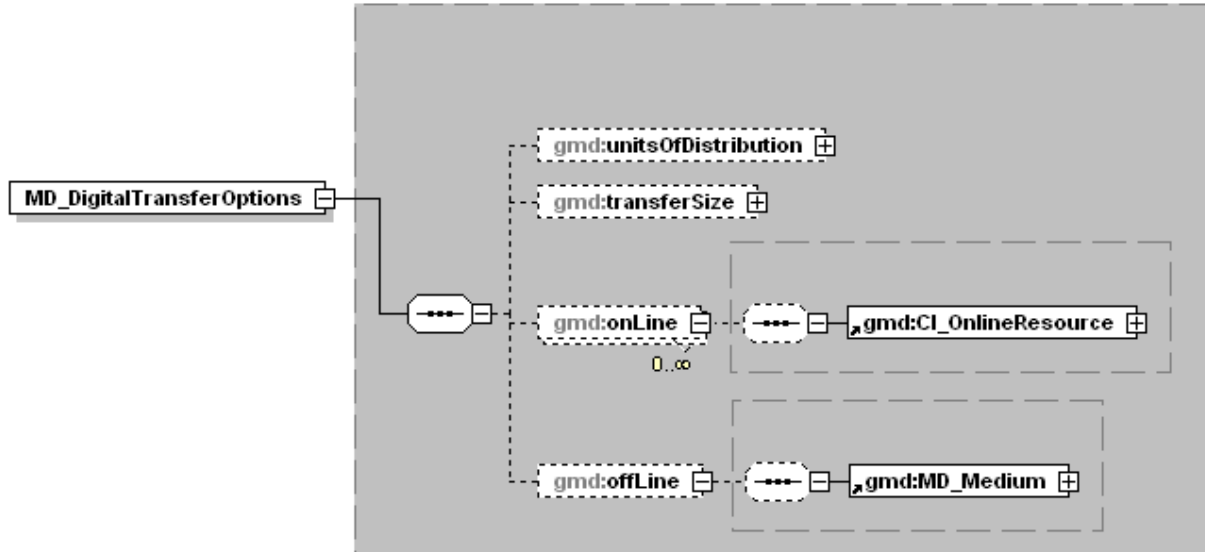 gmd:unitsOfDistribution
MD_DigitalTransferOptions
gmd:transferSize
gmd:onLine
gmd:CI_OnlineResource
0..∞
gmd:offLine
gmd:MD_Medium